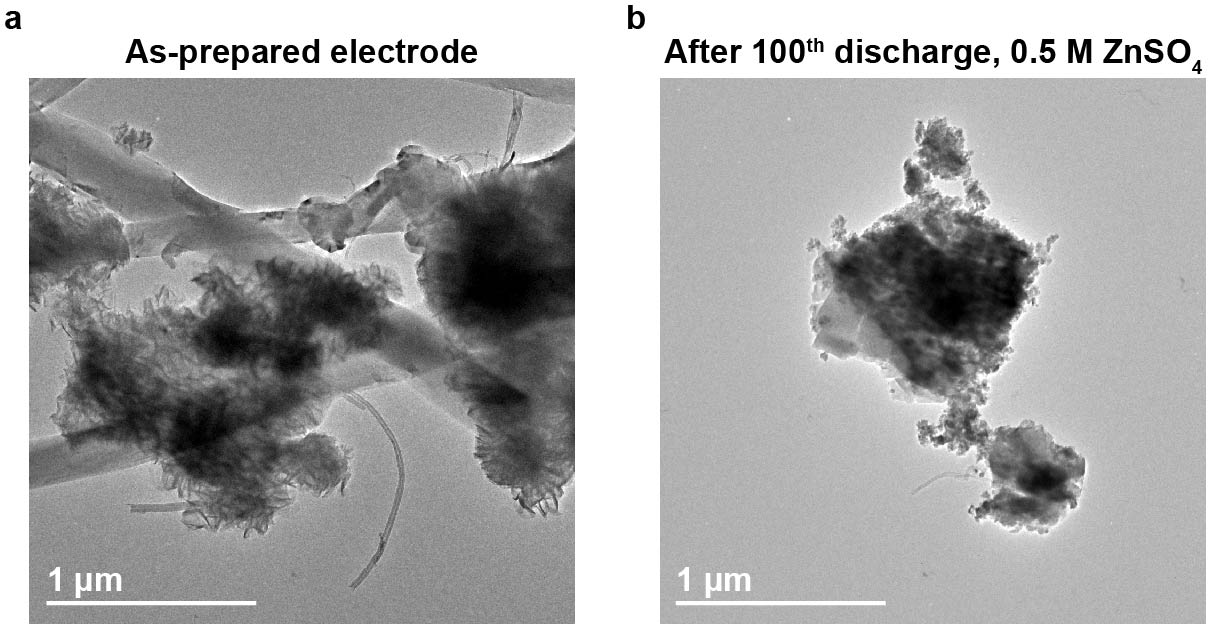 a
As-prepared electrode
1 µm
b
After 100th discharge, 0.5 M ZnSO4
1 µm